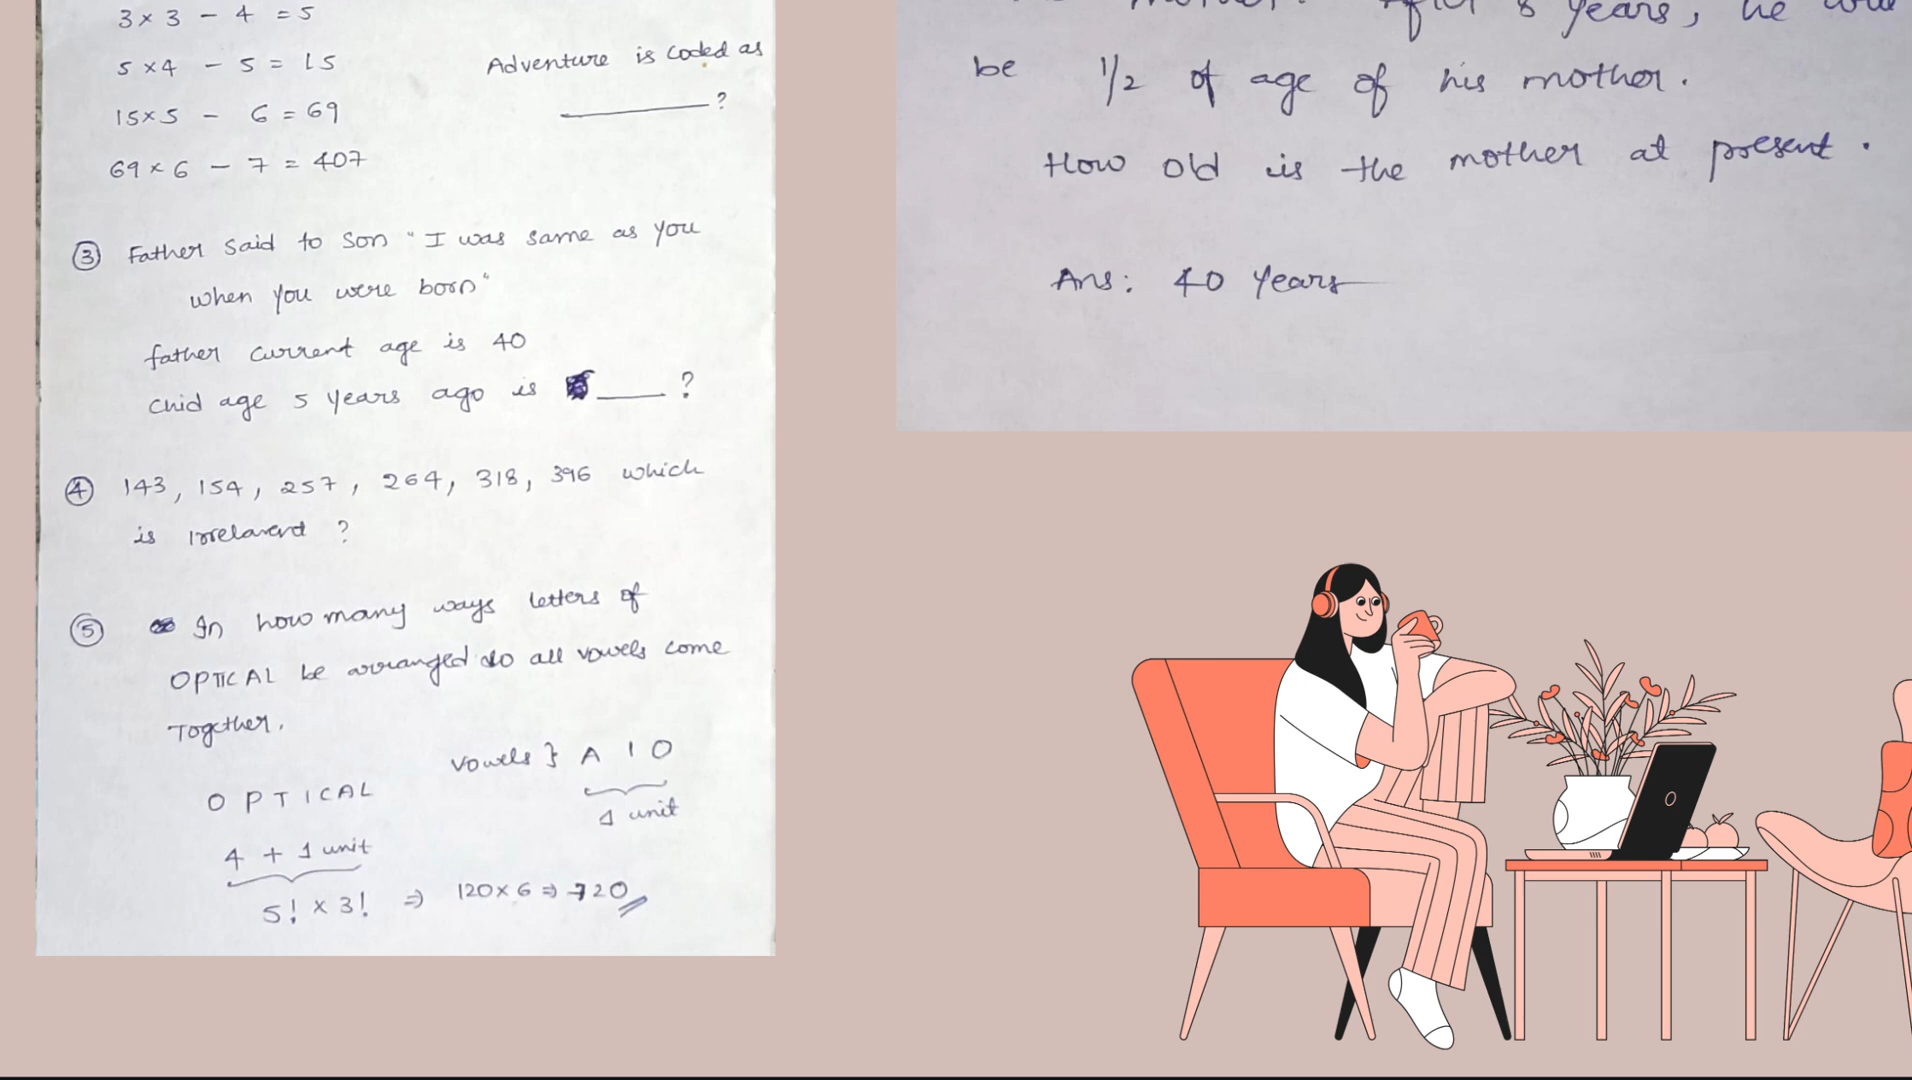 3 × 3 - 4 = 5
5 × 4 - 5 = 15
15 × 5 - 6 = 69
69 × 6 - 7 = 407
Adventure is coded as
______?
③ Father said to son "I was same as you
when you were born"
father current age is 40
chid age 5 years ago is ____?
④ 143, 154, 257, 264, 318, 396 which
is irrelavent ?
⑤ In how many ways letters of
OPTICAL be arranged so all vowels come
Together.
vowels } A I O
1 unit
O P T I C A L
4 + 1 unit
5! × 3! ⇒ 120 × 6 ⇒ 720
mother. After 8 years, he
be 1/2 of age of his mother.
How old is the mother at present.
Ans: 40 years